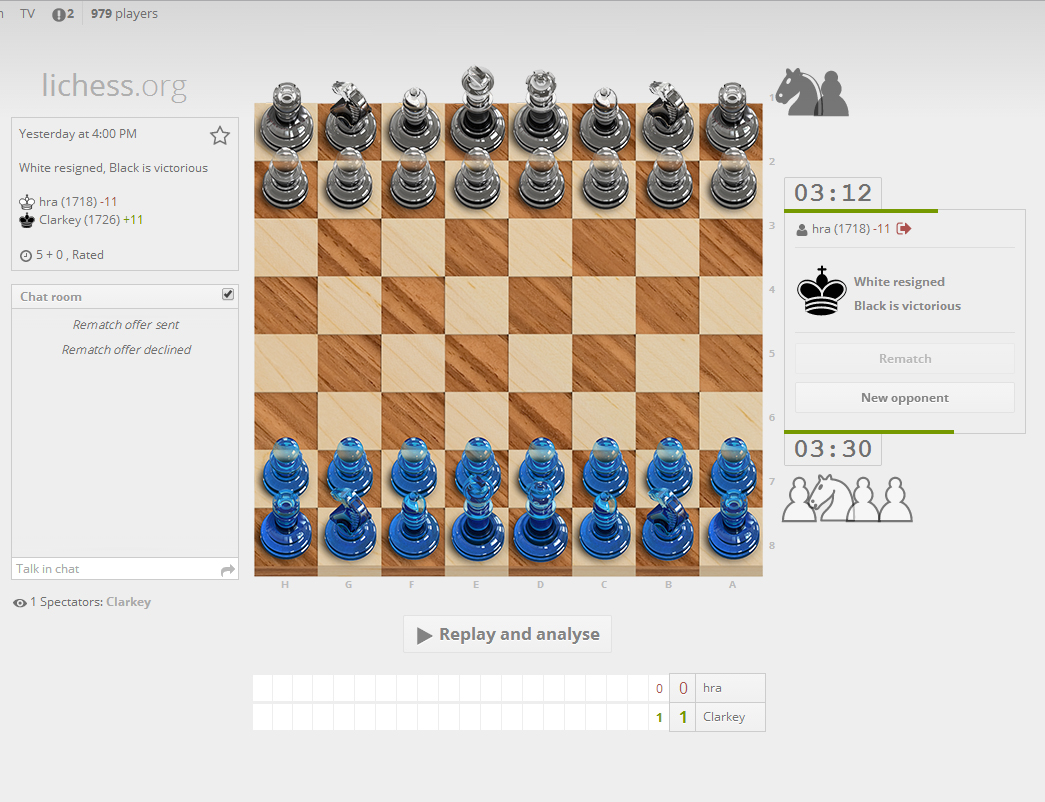 TV 2 979 players
lichess.org
Yesterday at 4:00 PM
White resigned, Black is victorious
hra (1718) -11
Clarkey (1726) +11
5 + 0 , Rated
Chat room
Rematch offer sent
Rematch offer declined
Talk in chat
1 Spectators: Clarkey
1
2
3
4
5
6
7
8
H G F E D C B A
Replay and analyse
0 0 hra
1 1 Clarkey
03:12
hra (1718) -11
White resigned
Black is victorious
Rematch
New opponent
03:30